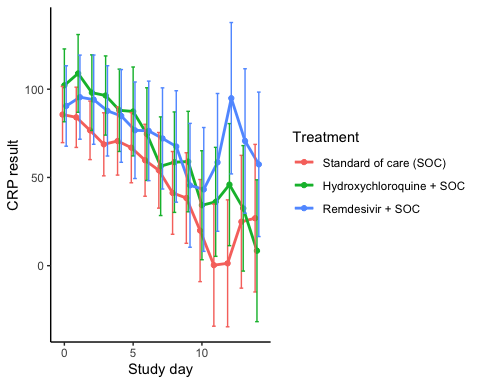 CRP result
100
50
0
0
5
10
Study day
Treatment
Standard of care (SOC)
Hydroxychloroquine + SOC
Remdesivir + SOC